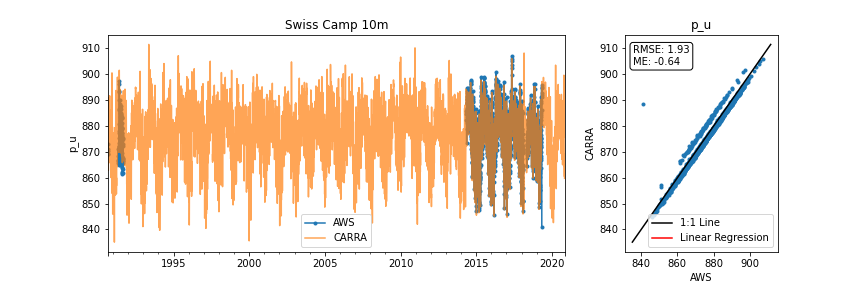 Swiss Camp 10m
p_u
910
900
890
880
870
860
850
840
p_u
AWS
CARRA
1995
2000
2005
2010
2015
2020
p_u
910
900
890
880
870
860
850
840
CARRA
RMSE: 1.93
ME: -0.64
1:1 Line
Linear Regression
840
860
880
900
AWS